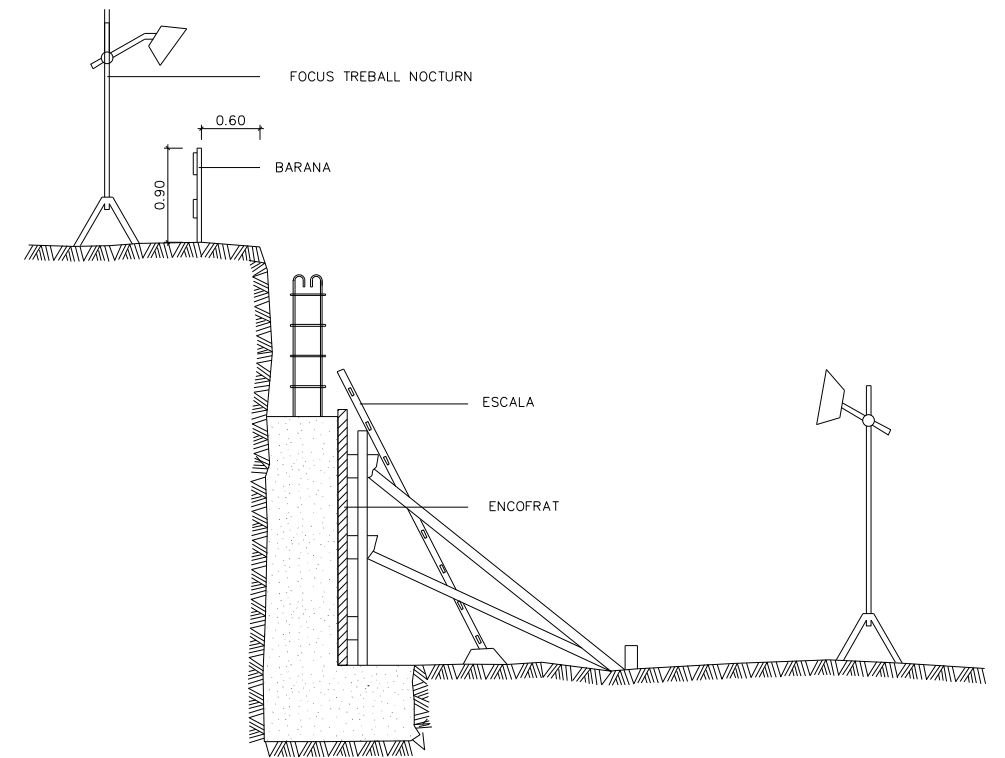 FOCUS TREBALL NOCTURN
0.60
BARANA
0.90
ESCALA
ENCOFRAT